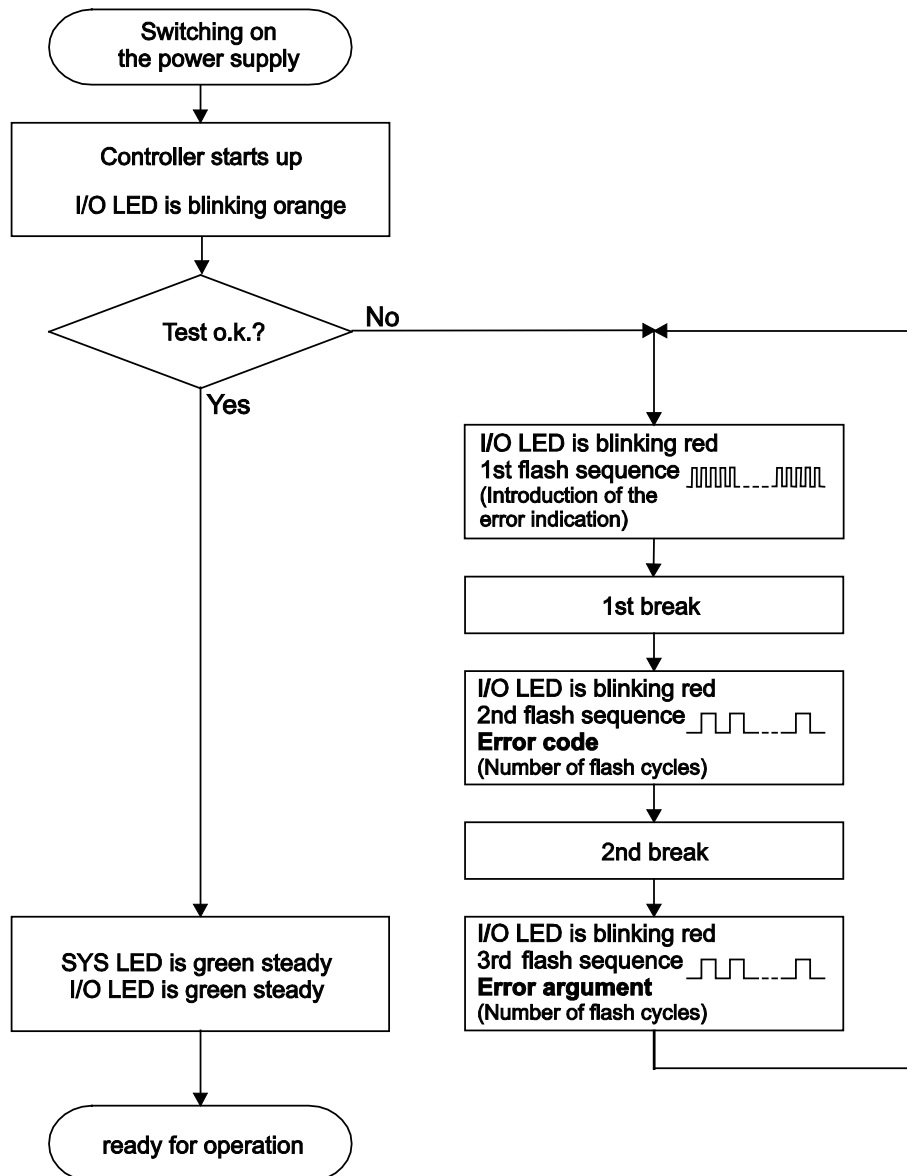 Switching on
the power supply
Controller starts up
I/O LED is blinking orange
Test o.k.?
No
Yes
I/O LED is blinking red
1st flash sequence
(Introduction of the
error indication)
1st break
I/O LED is blinking red
2nd flash sequence
Error code
(Number of flash cycles)
2nd break
I/O LED is blinking red
3rd flash sequence
Error argument
(Number of flash cycles)
SYS LED is green steady
I/O LED is green steady
ready for operation